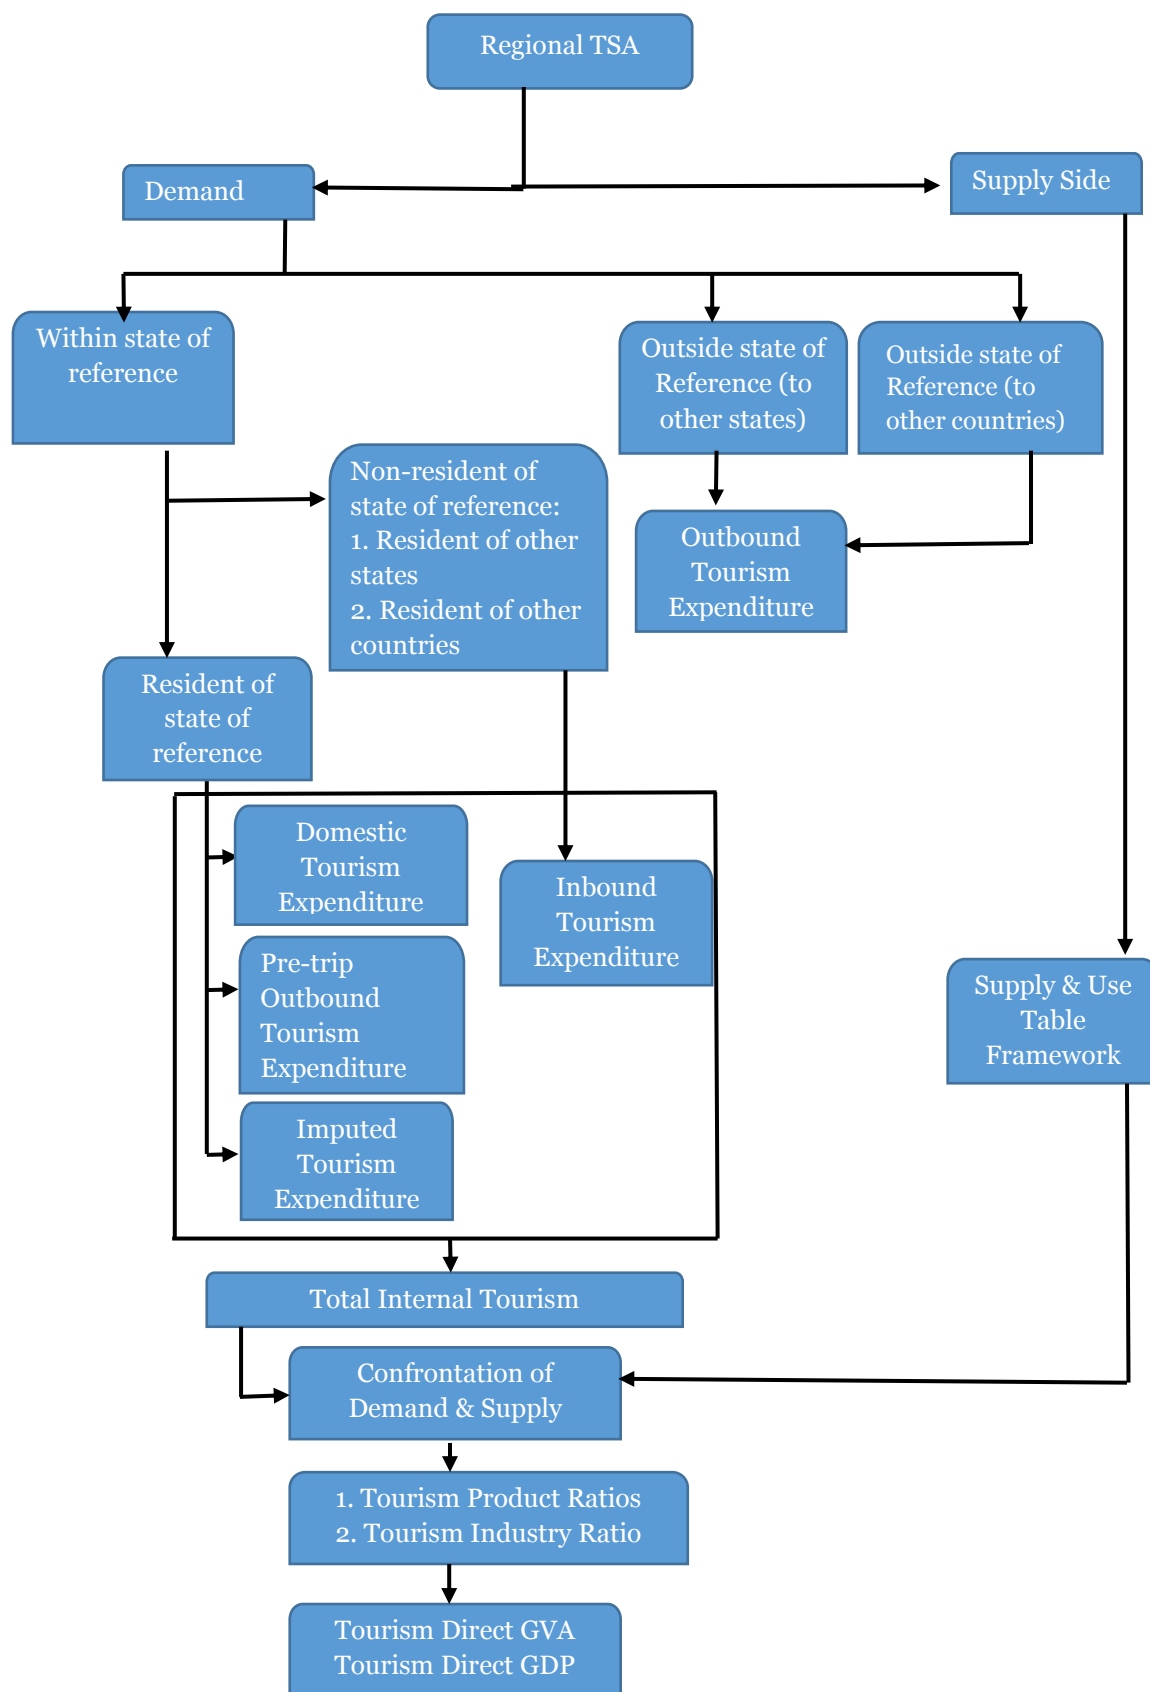 Regional TSA
Demand
Supply Side
Within state of
reference
Outside state of
Reference (to
other states)
Outside state of
Reference (to
other countries)
Non-resident of
state of reference:
1. Resident of other
states
2. Resident of other
countries
Outbound
Tourism
Expenditure
Resident of
state of
reference
Domestic
Tourism
Expenditure
Inbound
Tourism
Expenditure
Pre-trip
Outbound
Tourism
Expenditure
Supply & Use
Table
Framework
Imputed
Tourism
Expenditure
Total Internal Tourism
Confrontation of
Demand & Supply
1. Tourism Product Ratios
2. Tourism Industry Ratio
Tourism Direct GVA
Tourism Direct GDP